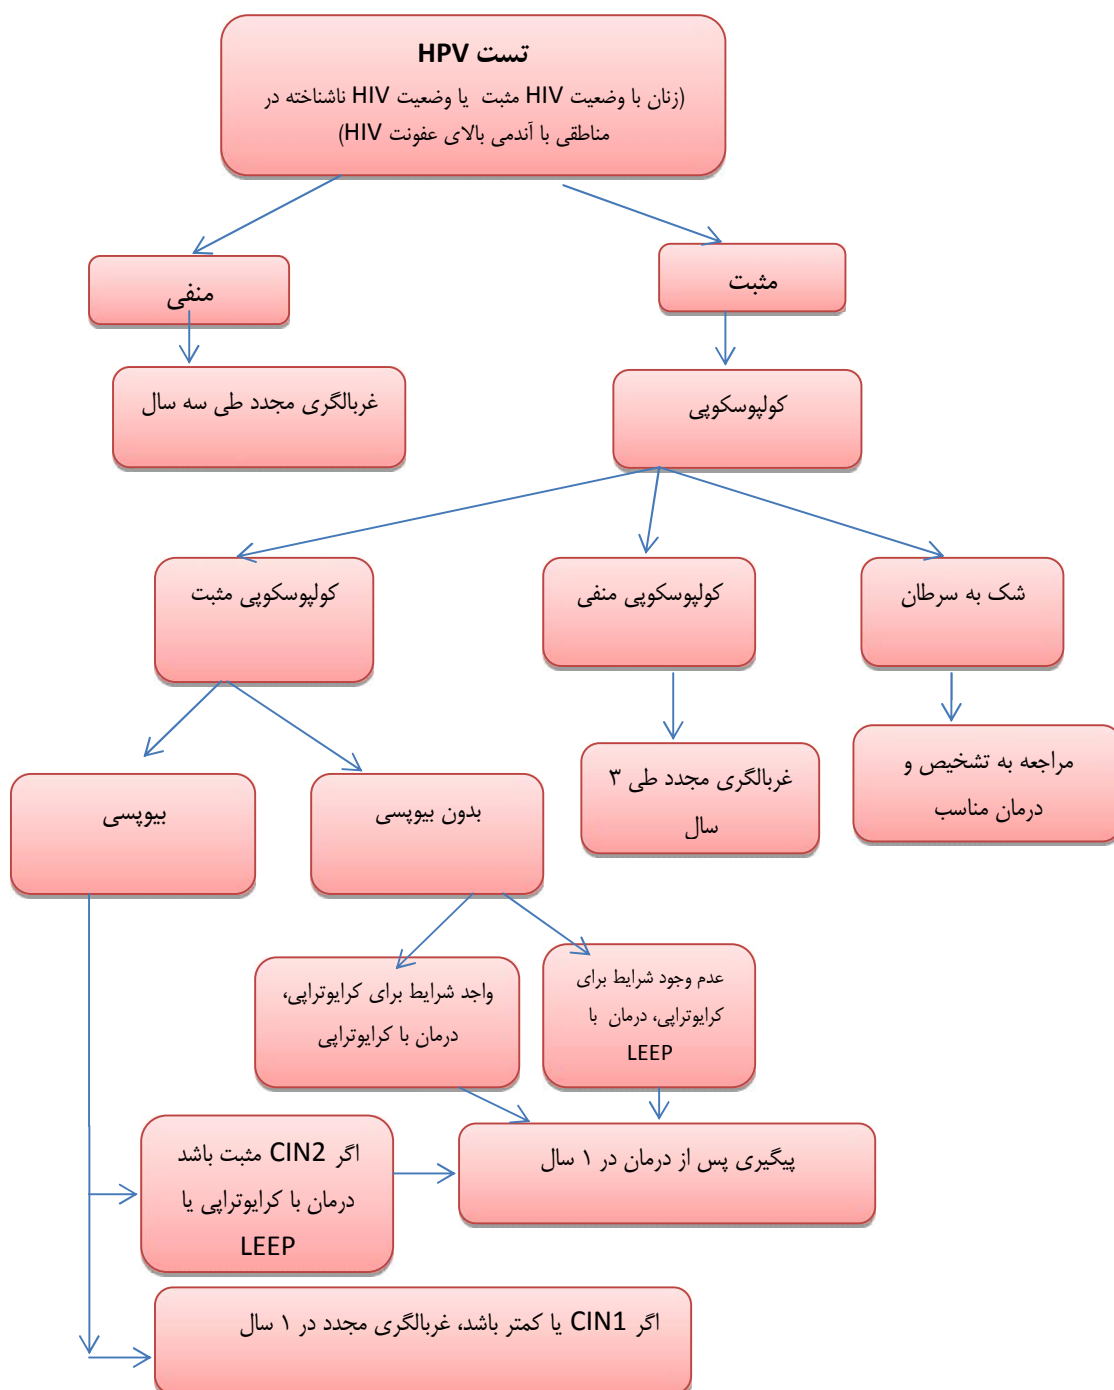 تست HPV
(زنان با وضعیت HIV مثبت یا وضعیت HIV ناشناخته در
مناطقی با آندمی بالای عفونت HIV)
مثبت
منفی
غربالگری مجدد طی سه سال
کولپوسکوپی
شک به سرطان
کولپوسکوپی منفی
کولپوسکوپی مثبت
مراجعه به تشخیص و
درمان مناسب
غربالگری مجدد طی ۳
سال
بدون بیوپسی
بیوپسی
عدم وجود شرایط برای
کرایوتراپی، درمان با
LEEP
واجد شرایط برای کرایوتراپی،
درمان با کرایوتراپی
پیگیری پس از درمان در ۱ سال
اگر CIN2 مثبت باشد
درمان با کرایوتراپی یا
LEEP
اگر CIN1 یا کمتر باشد، غربالگری مجدد در ۱ سال